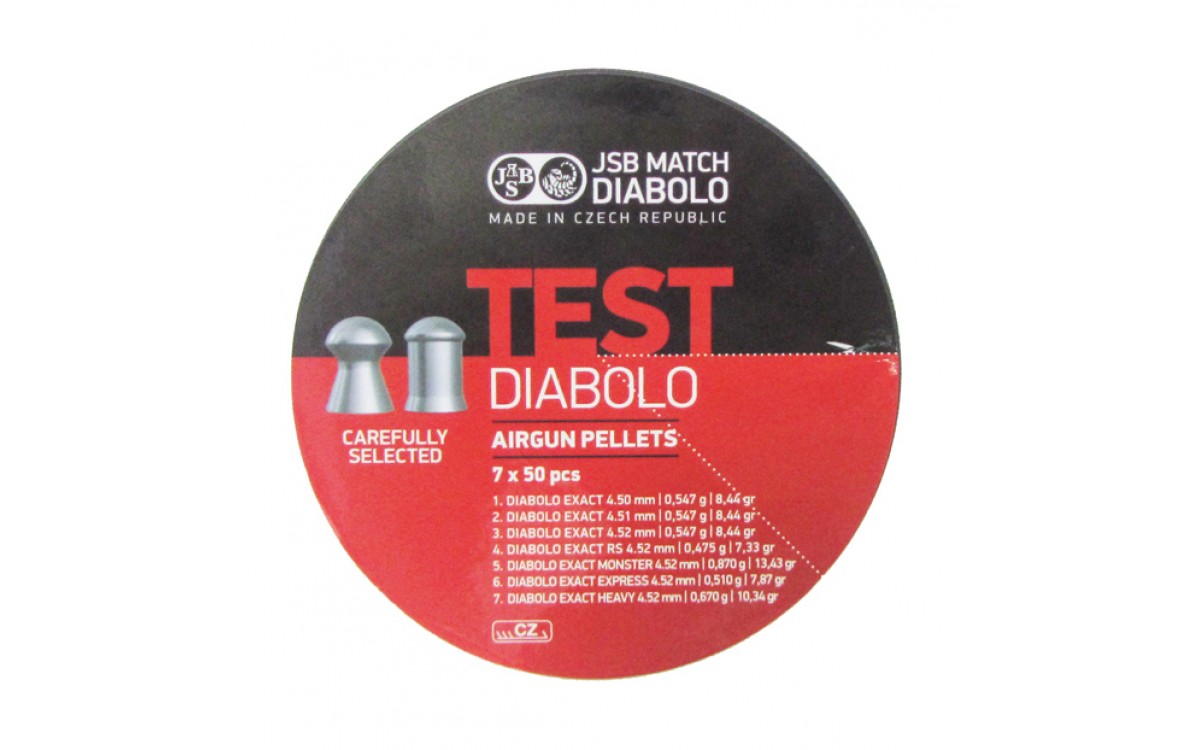 JSB
JSB MATCH
DIABOLO
MADE IN CZECH REPUBLIC
TEST
DIABOLO
CAREFULLY
SELECTED
AIRGUN PELLETS
7 x 50 pcs
1. DIABOLO EXACT 4.50 mm | 0,547 g | 8,44 gr
2. DIABOLO EXACT 4.51 mm | 0,547 g | 8,44 gr
3. DIABOLO EXACT 4.52 mm | 0,547 g | 8,44 gr
4. DIABOLO EXACT RS 4.52 mm | 0,475 g | 7,33 gr
5. DIABOLO EXACT MONSTER 4.52 mm | 0,870 g | 13,43 gr
6. DIABOLO EXACT EXPRESS 4.52 mm | 0,510 g | 7,87 gr
7. DIABOLO EXACT HEAVY 4.52 mm | 0,670 g | 10,34 gr
CZ